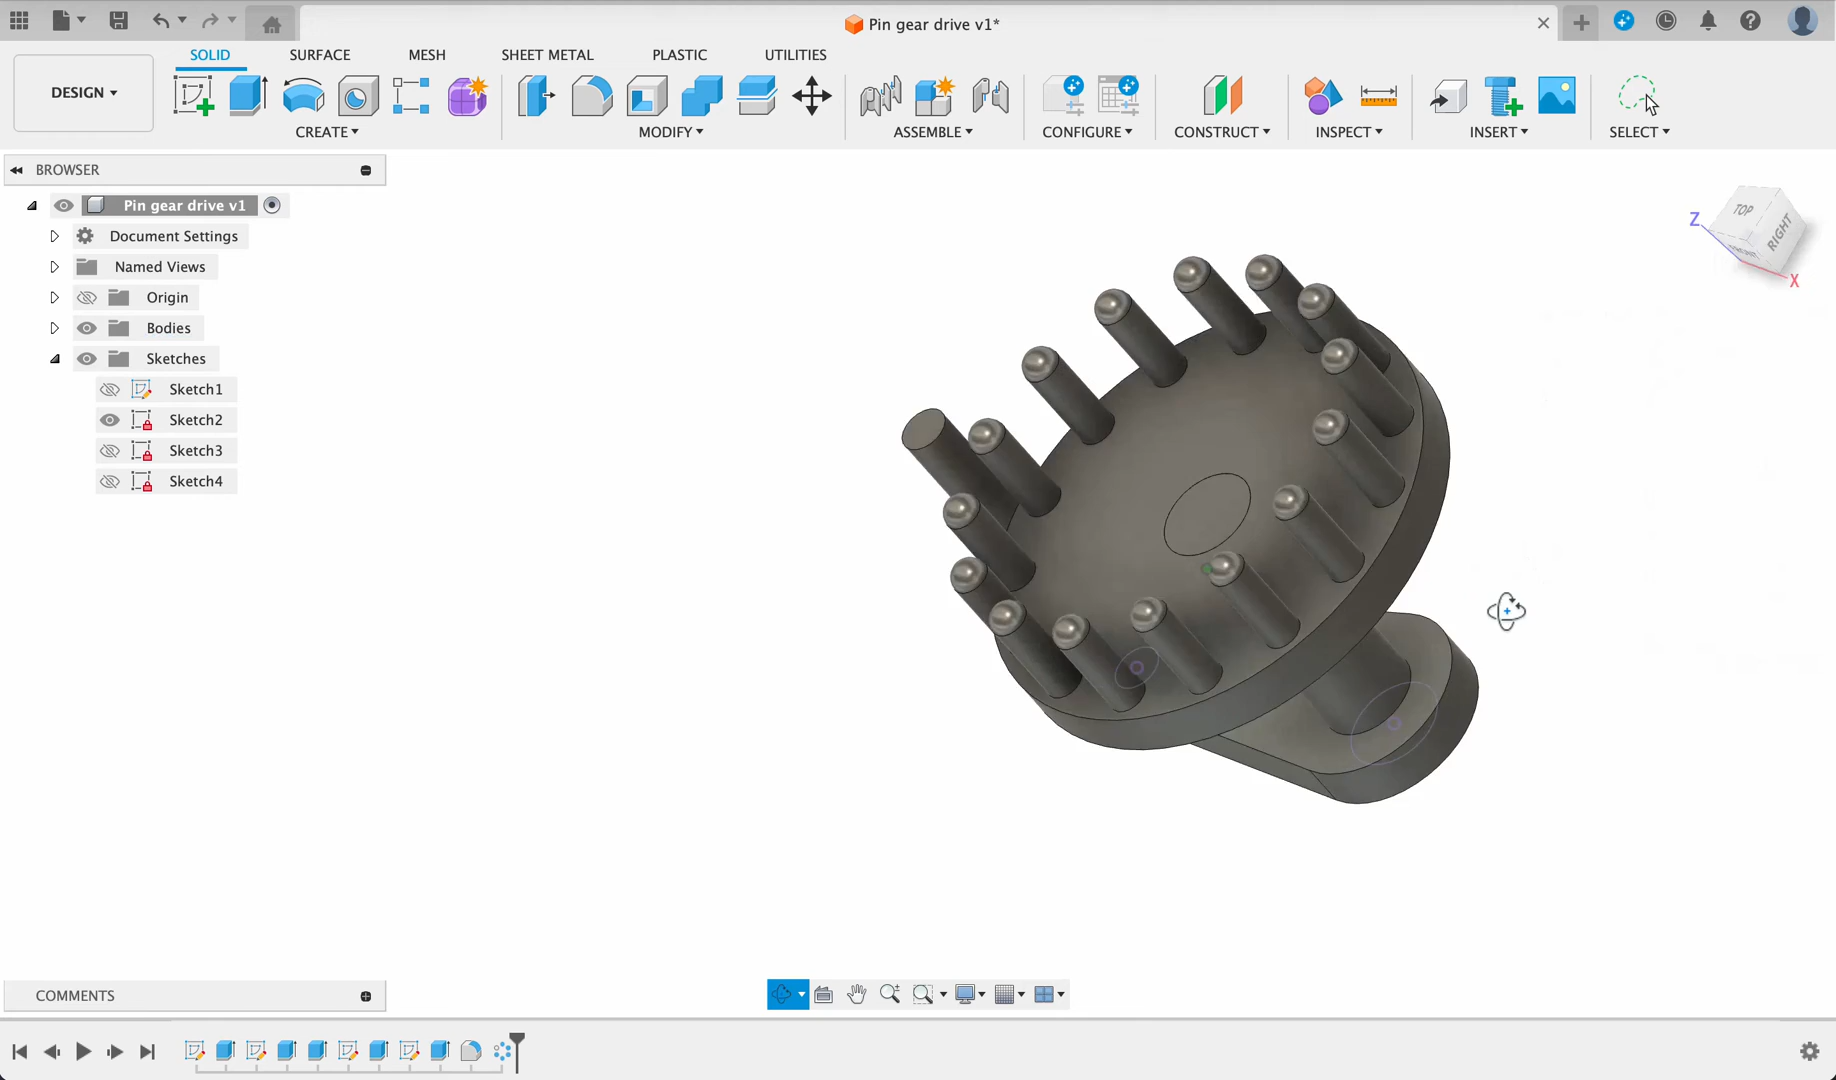 Pin gear drive v1*
SOLID
SURFACE
MESH
SHEET METAL
PLASTIC
UTILITIES
DESIGN
CREATE
MODIFY
ASSEMBLE
CONFIGURE
CONSTRUCT
INSPECT
INSERT
SELECT
BROWSER
Pin gear drive v1
Document Settings
Named Views
Origin
Bodies
Sketches
Sketch1
Sketch2
Sketch3
Sketch4
TOP
RIGHT
Z
X
COMMENTS